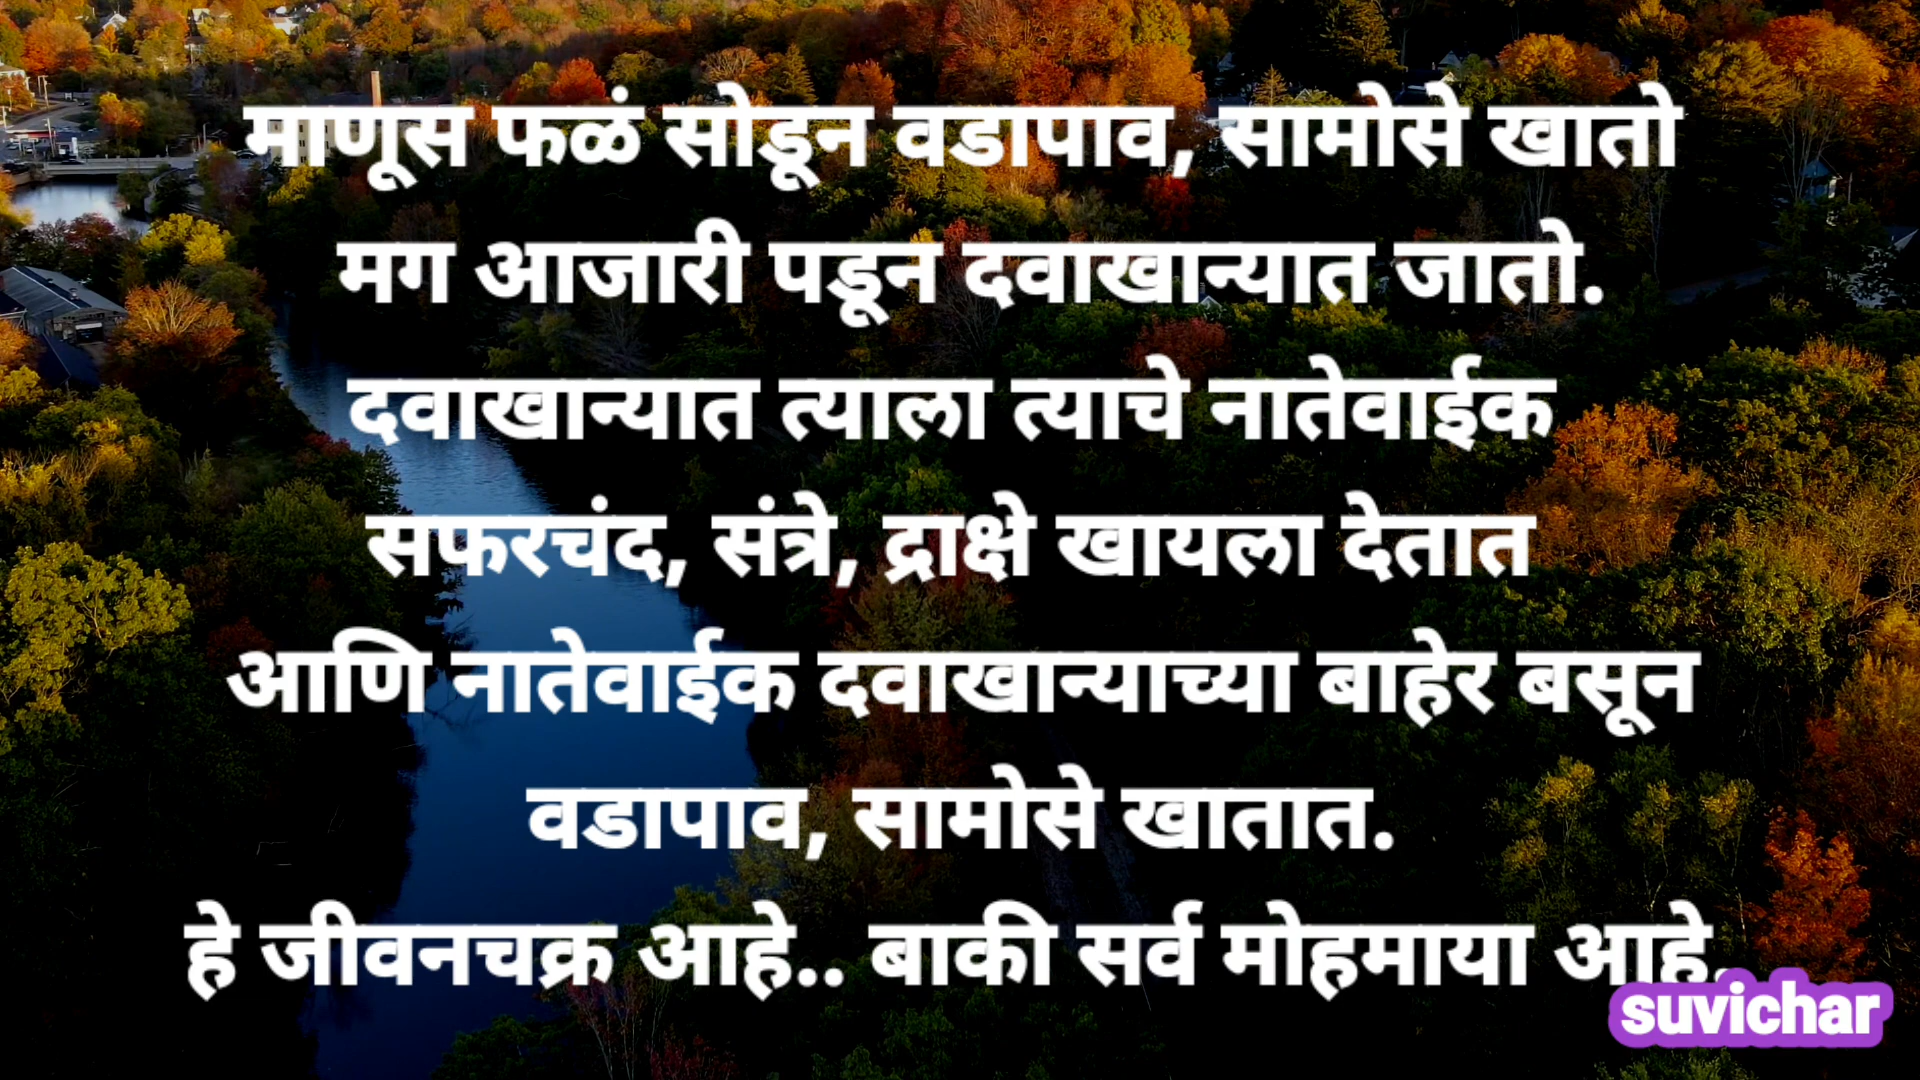 माणूस फळं सोडून वडापाव, सामोसे खातो
मग आजारी पडून दवाखान्यात जातो.
दवाखान्यात त्याला त्याचे नातेवाईक
सफरचंद, संत्रे, द्राक्षे खायला देतात
आणि नातेवाईक दवाखान्याच्या बाहेर बसून
वडापाव, सामोसे खातात.
हे जीवनचक्र आहे.. बाकी सर्व मोहमाया आहे.
suvichar